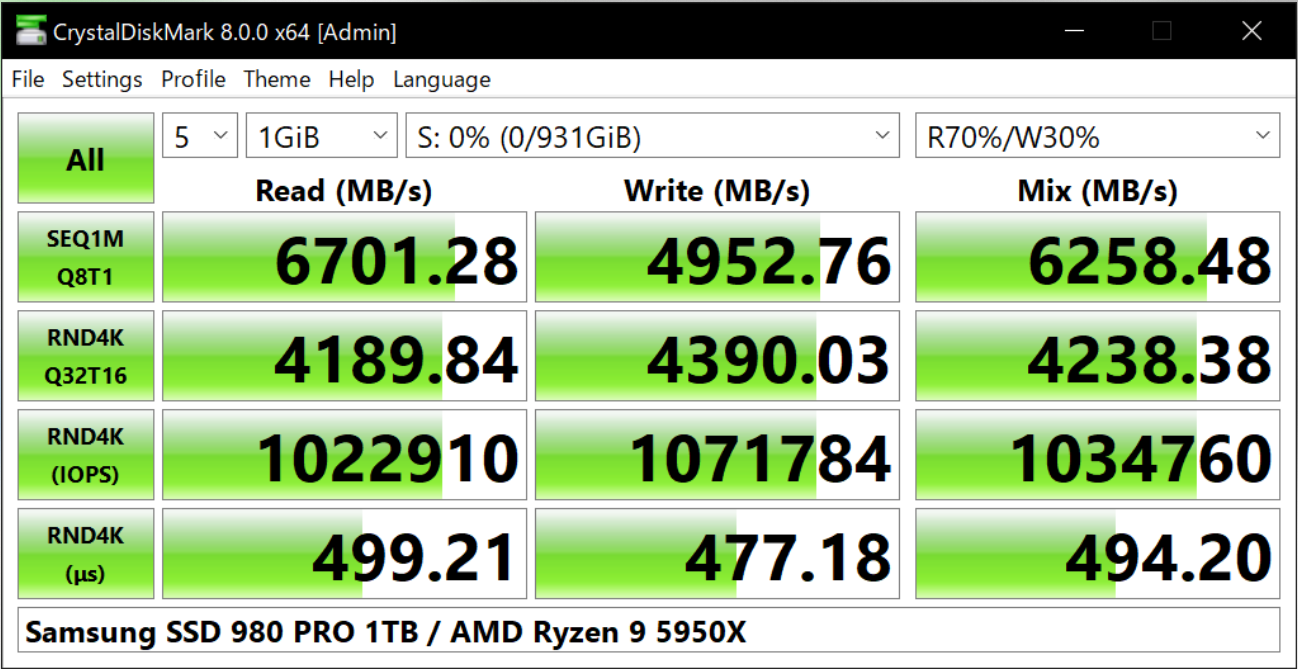 CrystalDiskMark 8.0.0 x64 [Admin]
File Settings Profile Theme Help Language
All 5 1GiB S: 0% (0/931GiB) R70%/W30%
Read (MB/s) Write (MB/s) Mix (MB/s)
SEQ1M
Q8T1
6701.28 4952.76 6258.48
RND4K
Q32T16
4189.84 4390.03 4238.38
RND4K
(IOPS)
1022910 1071784 1034760
RND4K
(μs)
499.21 477.18 494.20
Samsung SSD 980 PRO 1TB / AMD Ryzen 9 5950X